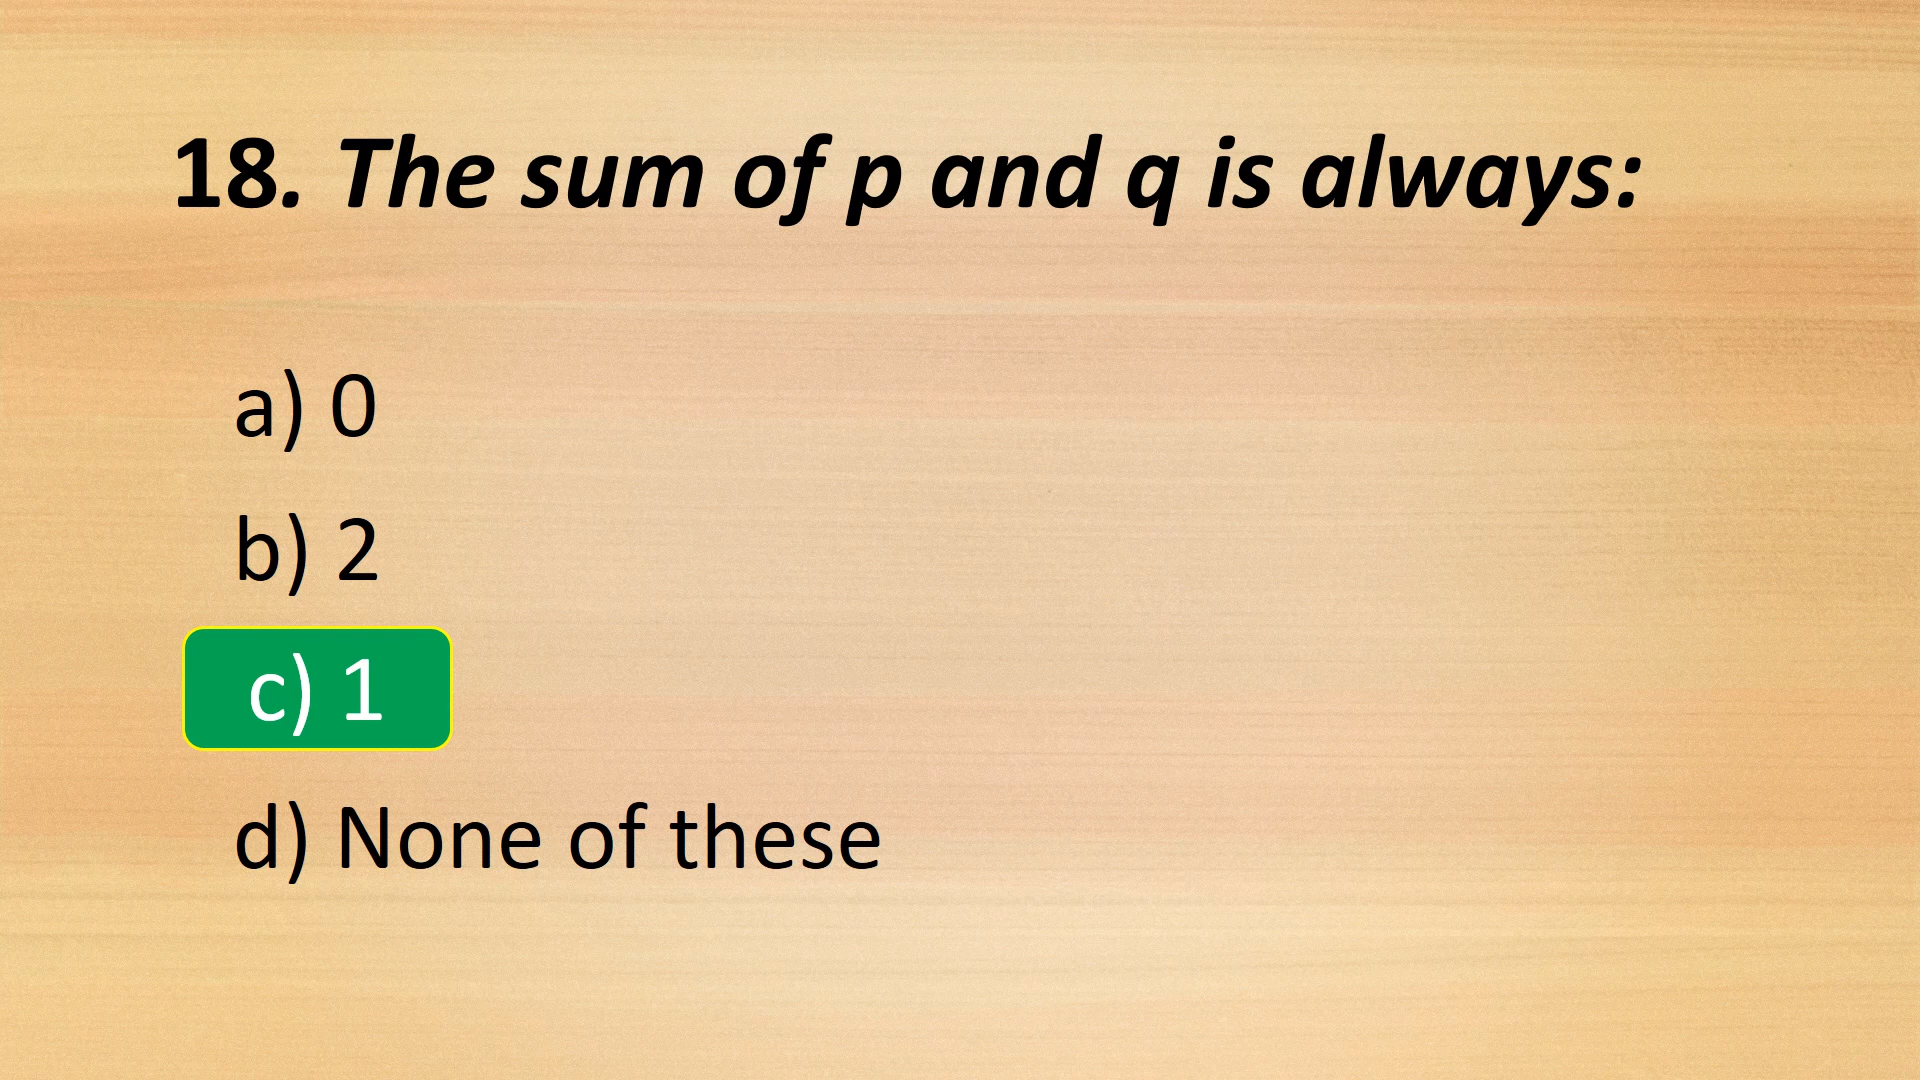 18. The sum of p and q is always:
a) 0
b) 2
c) 1
d) None of these